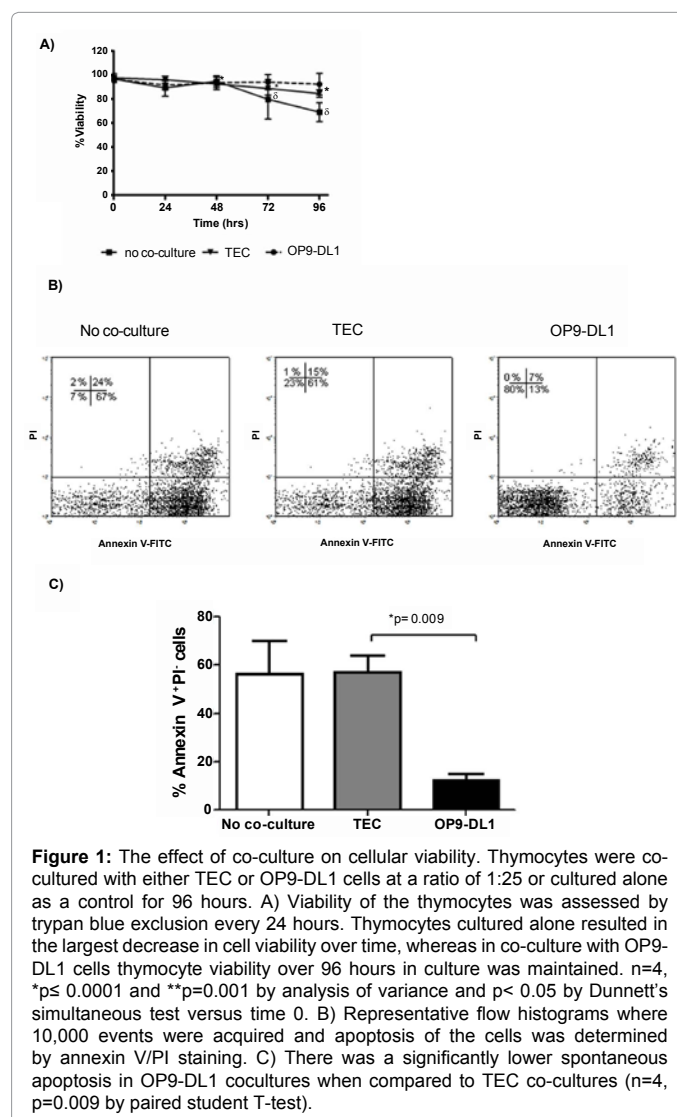 A)
120
100
80
60
40
20
0
%Viability
* * * δ δ
0 24 48 72 96
Time (hrs)
no co-culture TEC OP9-DL1
B)
No co-culture TEC OP9-DL1
2% 24%
7% 67%
1% 15%
23% 61%
0% 7%
80% 13%
PI PI PI
Annexin V-FITC Annexin V-FITC Annexin V-FITC
C)
*p= 0.009
80
60
40
20
0
% Annexin V+PI- cells
No co-culture TEC OP9-DL1
Figure 1: The effect of co-culture on cellular viability. Thymocytes were co-
cultured with either TEC or OP9-DL1 cells at a ratio of 1:25 or cultured alone
as a control for 96 hours. A) Viability of the thymocytes was assessed by
trypan blue exclusion every 24 hours. Thymocytes cultured alone resulted in
the largest decrease in cell viability over time, whereas in co-culture with OP9-
DL1 cells thymocyte viability over 96 hours in culture was maintained. n=4,
*p≤ 0.0001 and **p=0.001 by analysis of variance and p< 0.05 by Dunnett's
simultaneous test versus time 0. B) Representative flow histograms where
10,000 events were acquired and apoptosis of the cells was determined
by annexin V/PI staining. C) There was a significantly lower spontaneous
apoptosis in OP9-DL1 cocultures when compared to TEC co-cultures (n=4,
p=0.009 by paired student T-test).